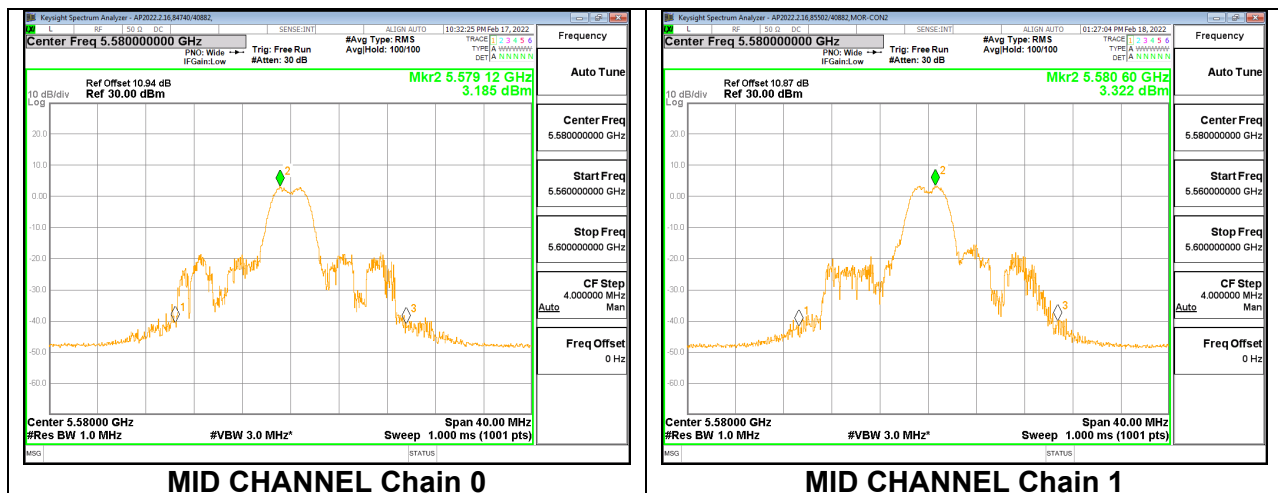 Keysight Spectrum Analyzer - AP2022.2.16,84740/40882,
L RF 50 Ω DC SENSE:INT ALIGN AUTO 10:32:25 PM Feb 17, 2022
Center Freq 5.580000000 GHz
PNO: Wide
IFGain:Low
Trig: Free Run
#Atten: 30 dB
#Avg Type: RMS
Avg|Hold: 100/100
TRACE 1 2 3 4 5 6
TYPE A WWWWW
DET A N N N N N
Ref Offset 10.94 dB
Ref 30.00 dBm
10 dB/div
Log
Mkr2 5.579 12 GHz
3.185 dBm
20.0
10.0
0.00
-10.0
-20.0
-30.0
-40.0
-50.0
-60.0
1
2
3
Center 5.58000 GHz Span 40.00 MHz
#Res BW 1.0 MHz #VBW 3.0 MHz* Sweep 1.000 ms (1001 pts)
MSG STATUS
Frequency
Auto Tune
Center Freq
5.580000000 GHz
Start Freq
5.560000000 GHz
Stop Freq
5.600000000 GHz
CF Step
4.000000 MHz
Auto Man
Freq Offset
0 Hz
MID CHANNEL Chain 0
Keysight Spectrum Analyzer - AP2022.2.16,85502/40882,MOR-CON2
L RF 50 Ω DC SENSE:INT ALIGN AUTO 01:27:04 PM Feb 18, 2022
Center Freq 5.580000000 GHz
PNO: Wide
IFGain:Low
Trig: Free Run
#Atten: 30 dB
#Avg Type: RMS
Avg|Hold: 100/100
TRACE 1 2 3 4 5 6
TYPE A WWWWW
DET A N N N N N
Ref Offset 10.87 dB
Ref 30.00 dBm
10 dB/div
Log
Mkr2 5.580 60 GHz
3.322 dBm
20.0
10.0
0.00
-10.0
-20.0
-30.0
-40.0
-50.0
-60.0
1
2
3
Center 5.58000 GHz Span 40.00 MHz
#Res BW 1.0 MHz #VBW 3.0 MHz* Sweep 1.000 ms (1001 pts)
MSG STATUS
Frequency
Auto Tune
Center Freq
5.580000000 GHz
Start Freq
5.560000000 GHz
Stop Freq
5.600000000 GHz
CF Step
4.000000 MHz
Auto Man
Freq Offset
0 Hz
MID CHANNEL Chain 1